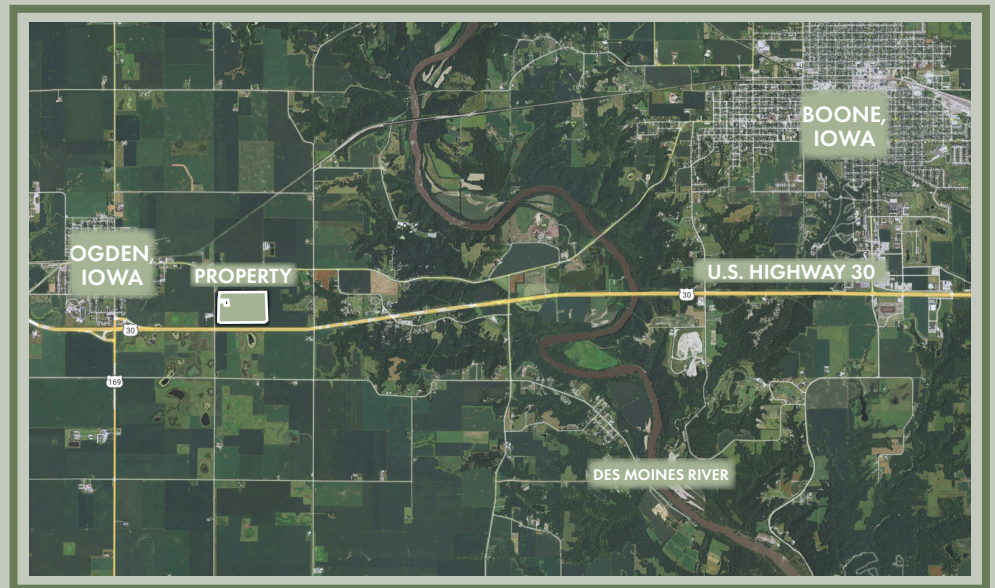 BOONE,
IOWA
OGDEN,
IOWA
PROPERTY
U.S. HIGHWAY 30
30
30
169
DES MOINES RIVER